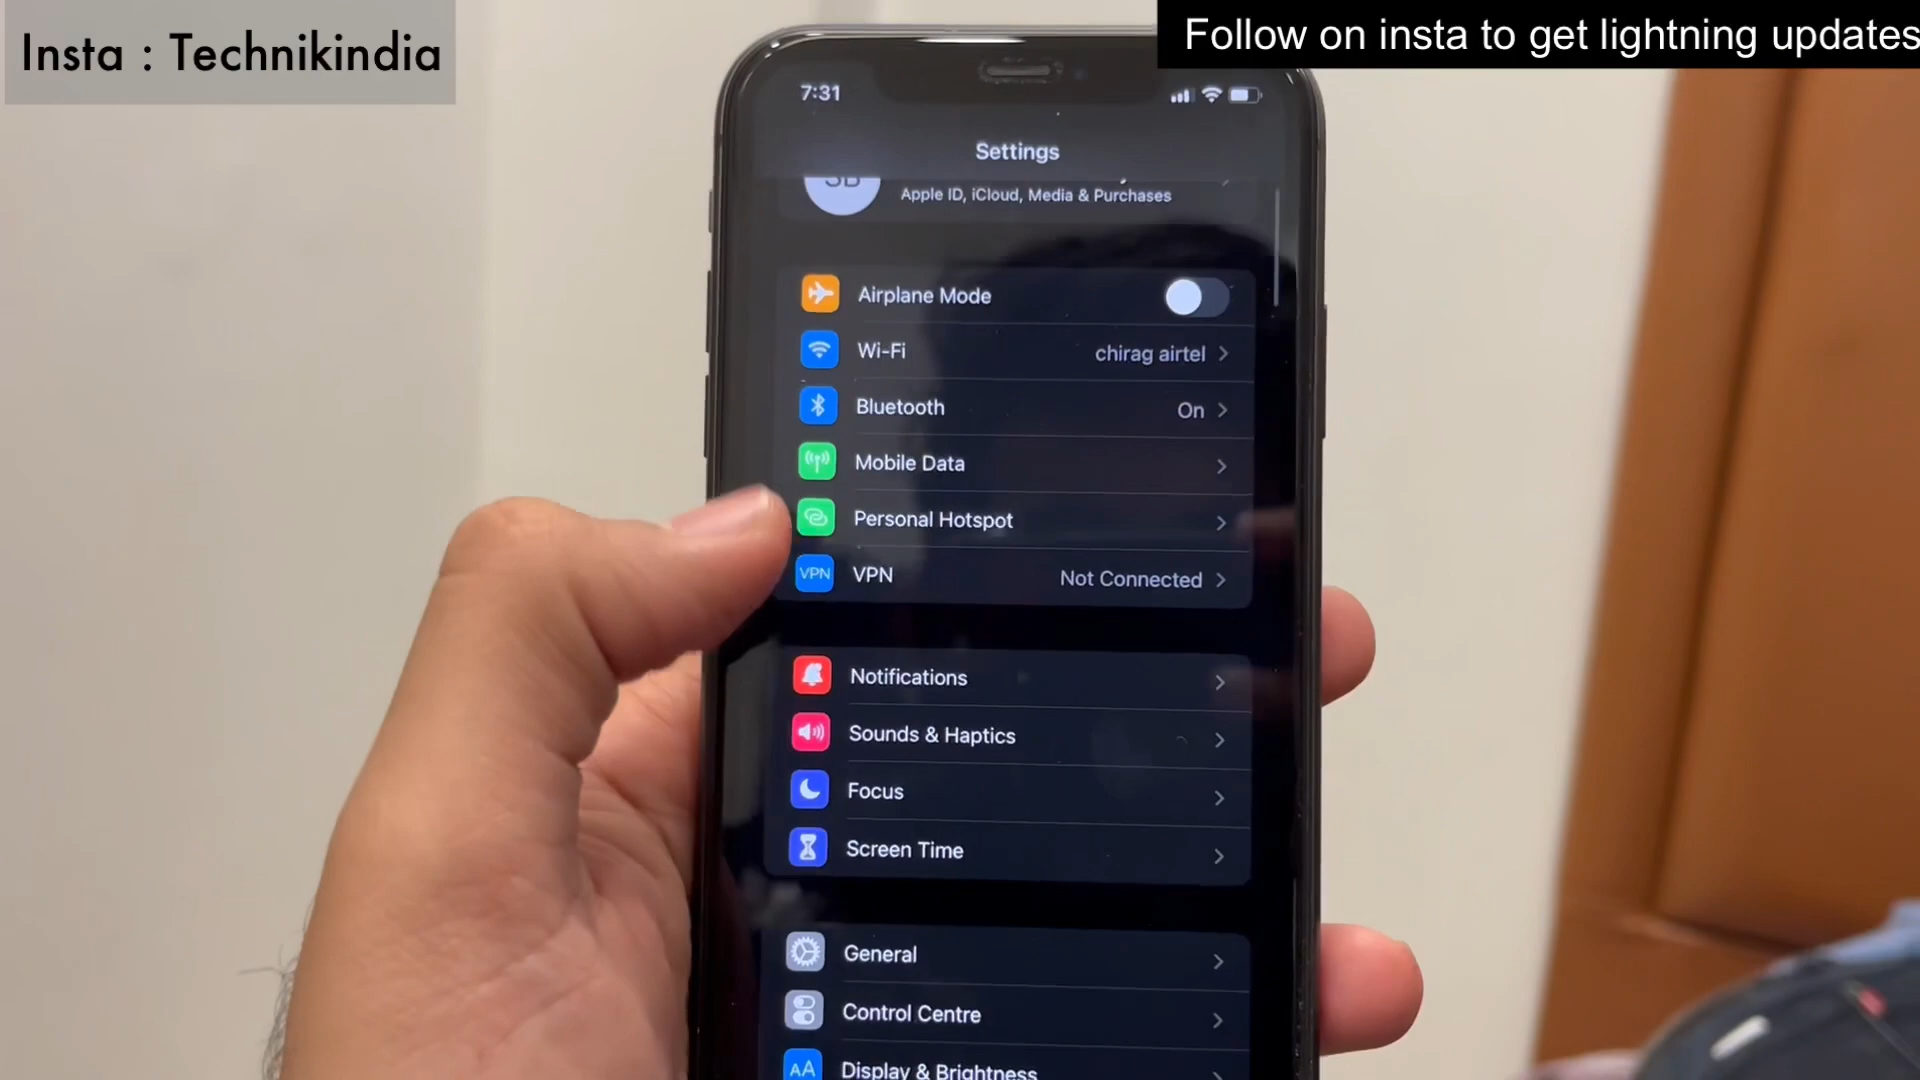 Insta : Technikindia
Follow on insta to get lightning updates
7:31
Settings
Apple ID, iCloud, Media & Purchases
Airplane Mode
Wi-Fi chirag airtel
Bluetooth On
Mobile Data
Personal Hotspot
VPN VPN Not Connected
Notifications
Sounds & Haptics
Focus
Screen Time
General
Control Centre
AA Display & Brightness